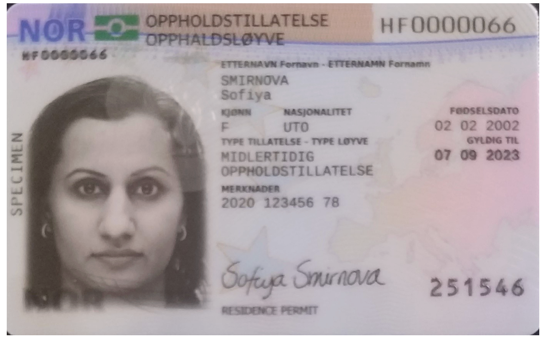 NOR OPPHOLDSTILLATELSE HF0000066
OPPHALDSLØYVE
HF0000066
ETTERNAVN Fornavn - ETTERNAMN Fornamn
SMIRNOVA
Sofiya
KJØNN NASJONALITET FØDSELSDATO
F UTO 02 02 2002
TYPE TILLATELSE - TYPE LØYVE GYLDIG TIL
MIDLERTIDIG 07 09 2023
OPPHOLDSTILLATELSE
MERKNADER
2020 123456 78
SPECIMEN
Sofiya Smirnova
251546
NOR
RESIDENCE PERMIT